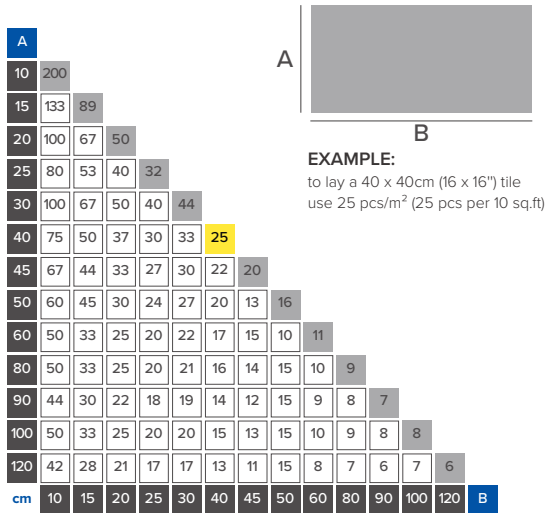 A
10 200
15 133 89
20 100 67 50
25 80 53 40 32
30 100 67 50 40 44
40 75 50 37 30 33 25
45 67 44 33 27 30 22 20
50 60 45 30 24 27 20 13 16
60 50 33 25 20 22 17 15 10 11
80 50 33 25 20 21 16 14 15 10 9
90 44 30 22 18 19 14 12 15 9 8 7
100 50 33 25 20 20 15 13 15 10 9 8 8
120 42 28 21 17 17 13 11 15 8 7 6 7 6
cm 10 15 20 25 30 40 45 50 60 80 90 100 120 B
A
B
EXAMPLE:
to lay a 40 x 40cm (16 x 16") tile
use 25 pcs/m² (25 pcs per 10 sq.ft)